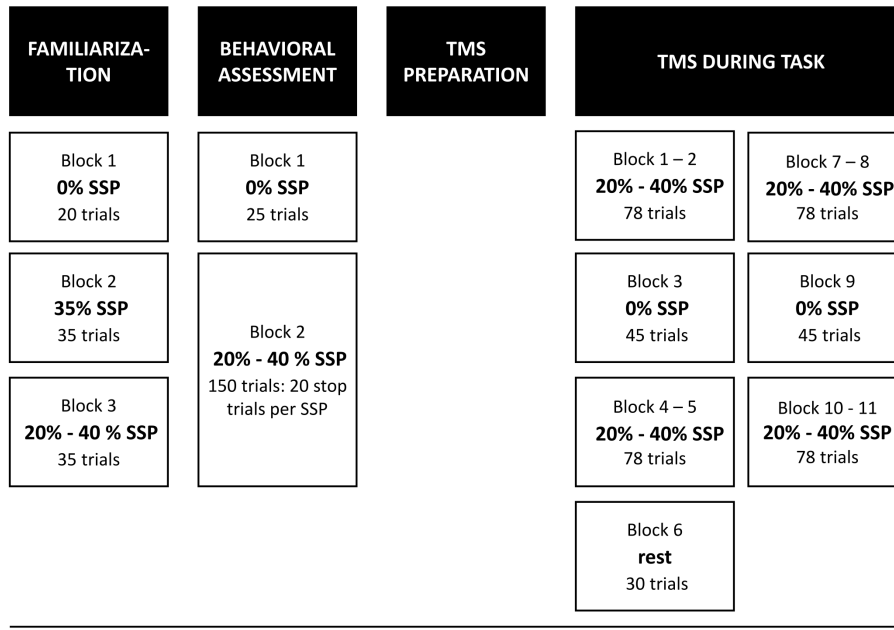 FAMILIARIZA-
TION
BEHAVIORAL
ASSESSMENT
TMS
PREPARATION
TMS DURING TASK
Block 1
0% SSP
20 trials
Block 2
35% SSP
35 trials
Block 3
20% - 40 % SSP
35 trials
Block 1
0% SSP
25 trials
Block 2
20% - 40 % SSP
150 trials: 20 stop
trials per SSP
Block 1 – 2
20% - 40% SSP
78 trials
Block 3
0% SSP
45 trials
Block 4 – 5
20% - 40% SSP
78 trials
Block 6
rest
30 trials
Block 7 – 8
20% - 40% SSP
78 trials
Block 9
0% SSP
45 trials
Block 10 - 11
20% - 40% SSP
78 trials